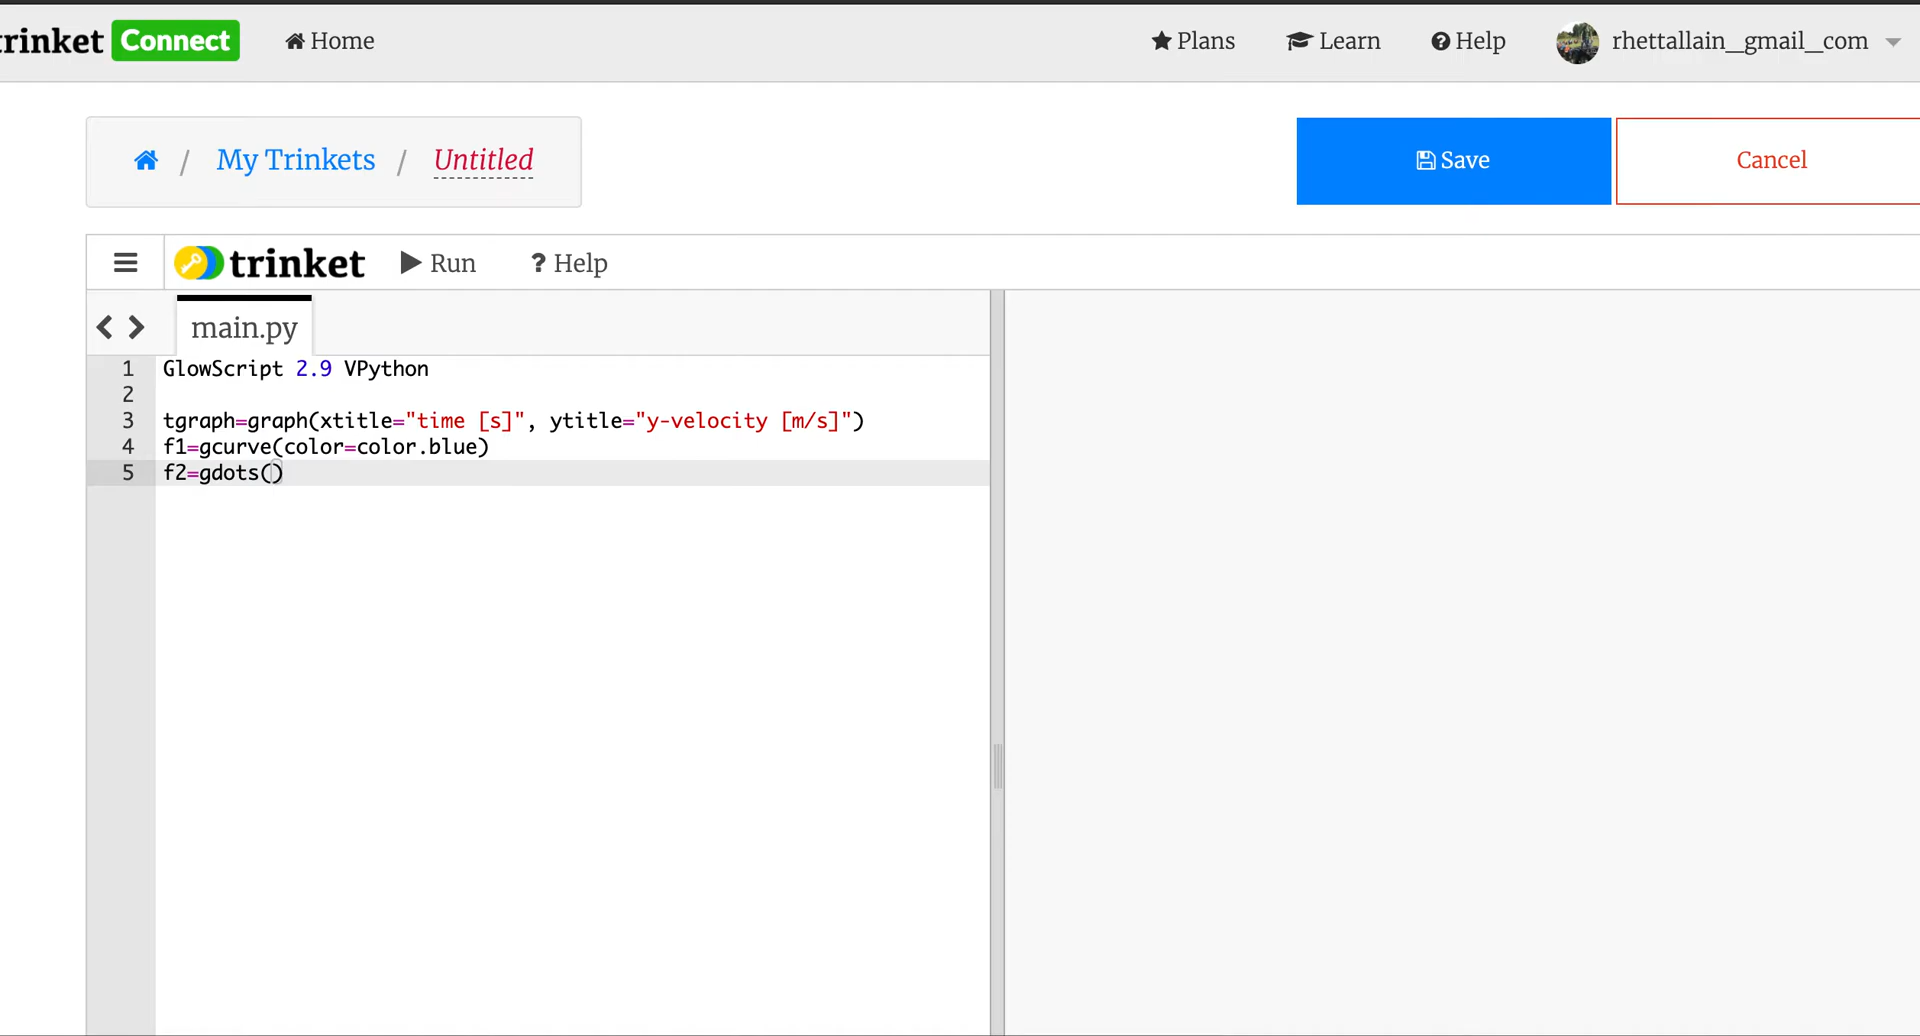 trinket Connect Home Plans Learn Help rhettallain_gmail_com
/ My Trinkets / Untitled Save Cancel
trinket Run ? Help
main.py
1 GlowScript 2.9 VPython
2
3 tgraph=graph(xtitle="time [s]", ytitle="y-velocity [m/s]")
4 f1=gcurve(color=color.blue)
5 f2=gdots()